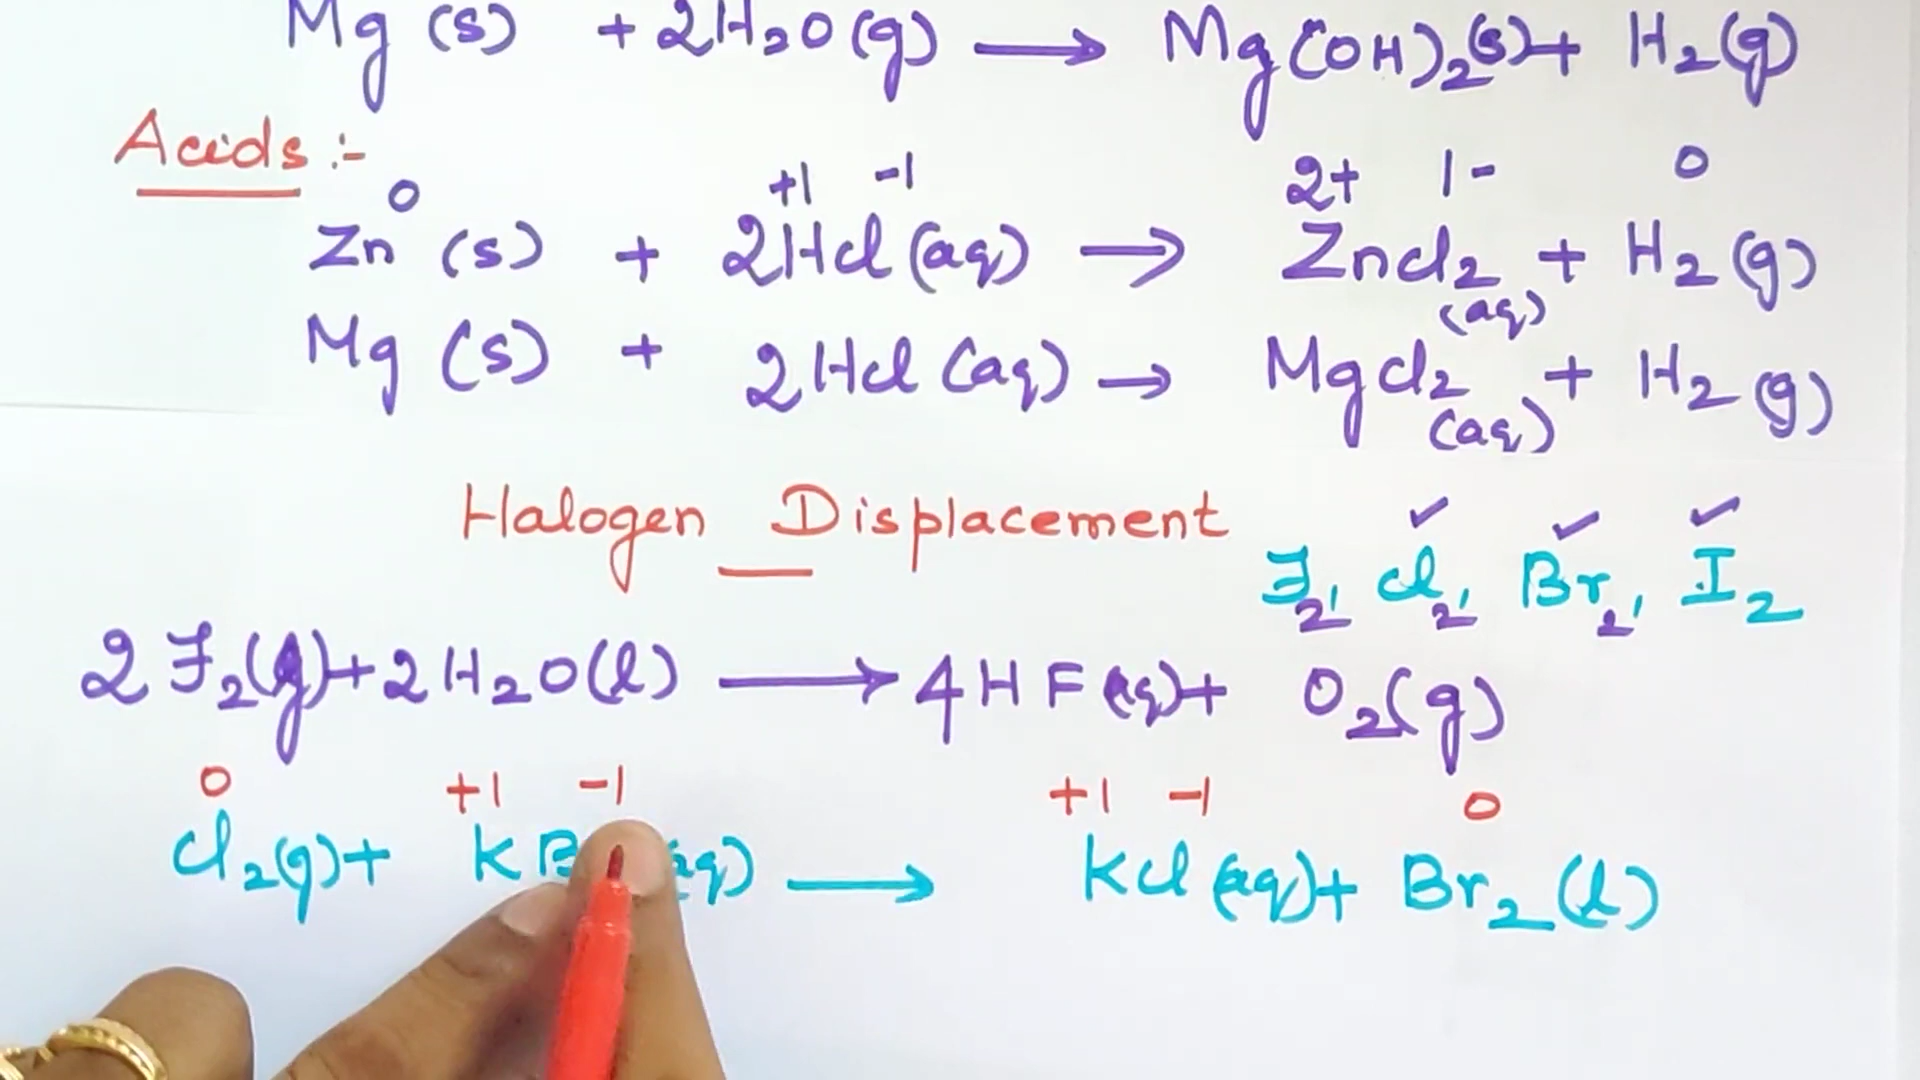 Mg (s) + 2H₂O (g) → Mg(OH)₂(s) + H₂(g)
Acids :-
0 +1 -1 2+ 1- 0
Zn (s) + 2HCl (aq) → ZnCl₂ (aq) + H₂ (g)
Mg (s) + 2HCl (aq) → MgCl₂ (aq) + H₂ (g)
Halogen Displacement
F₂, Cl₂, Br₂, I₂
2F₂(g) + 2H₂O(l) → 4HF(aq) + O₂(g)
0 +1 -1 +1 -1 0
Cl₂(g) + KB aq) → KCl (aq) + Br₂ (l)